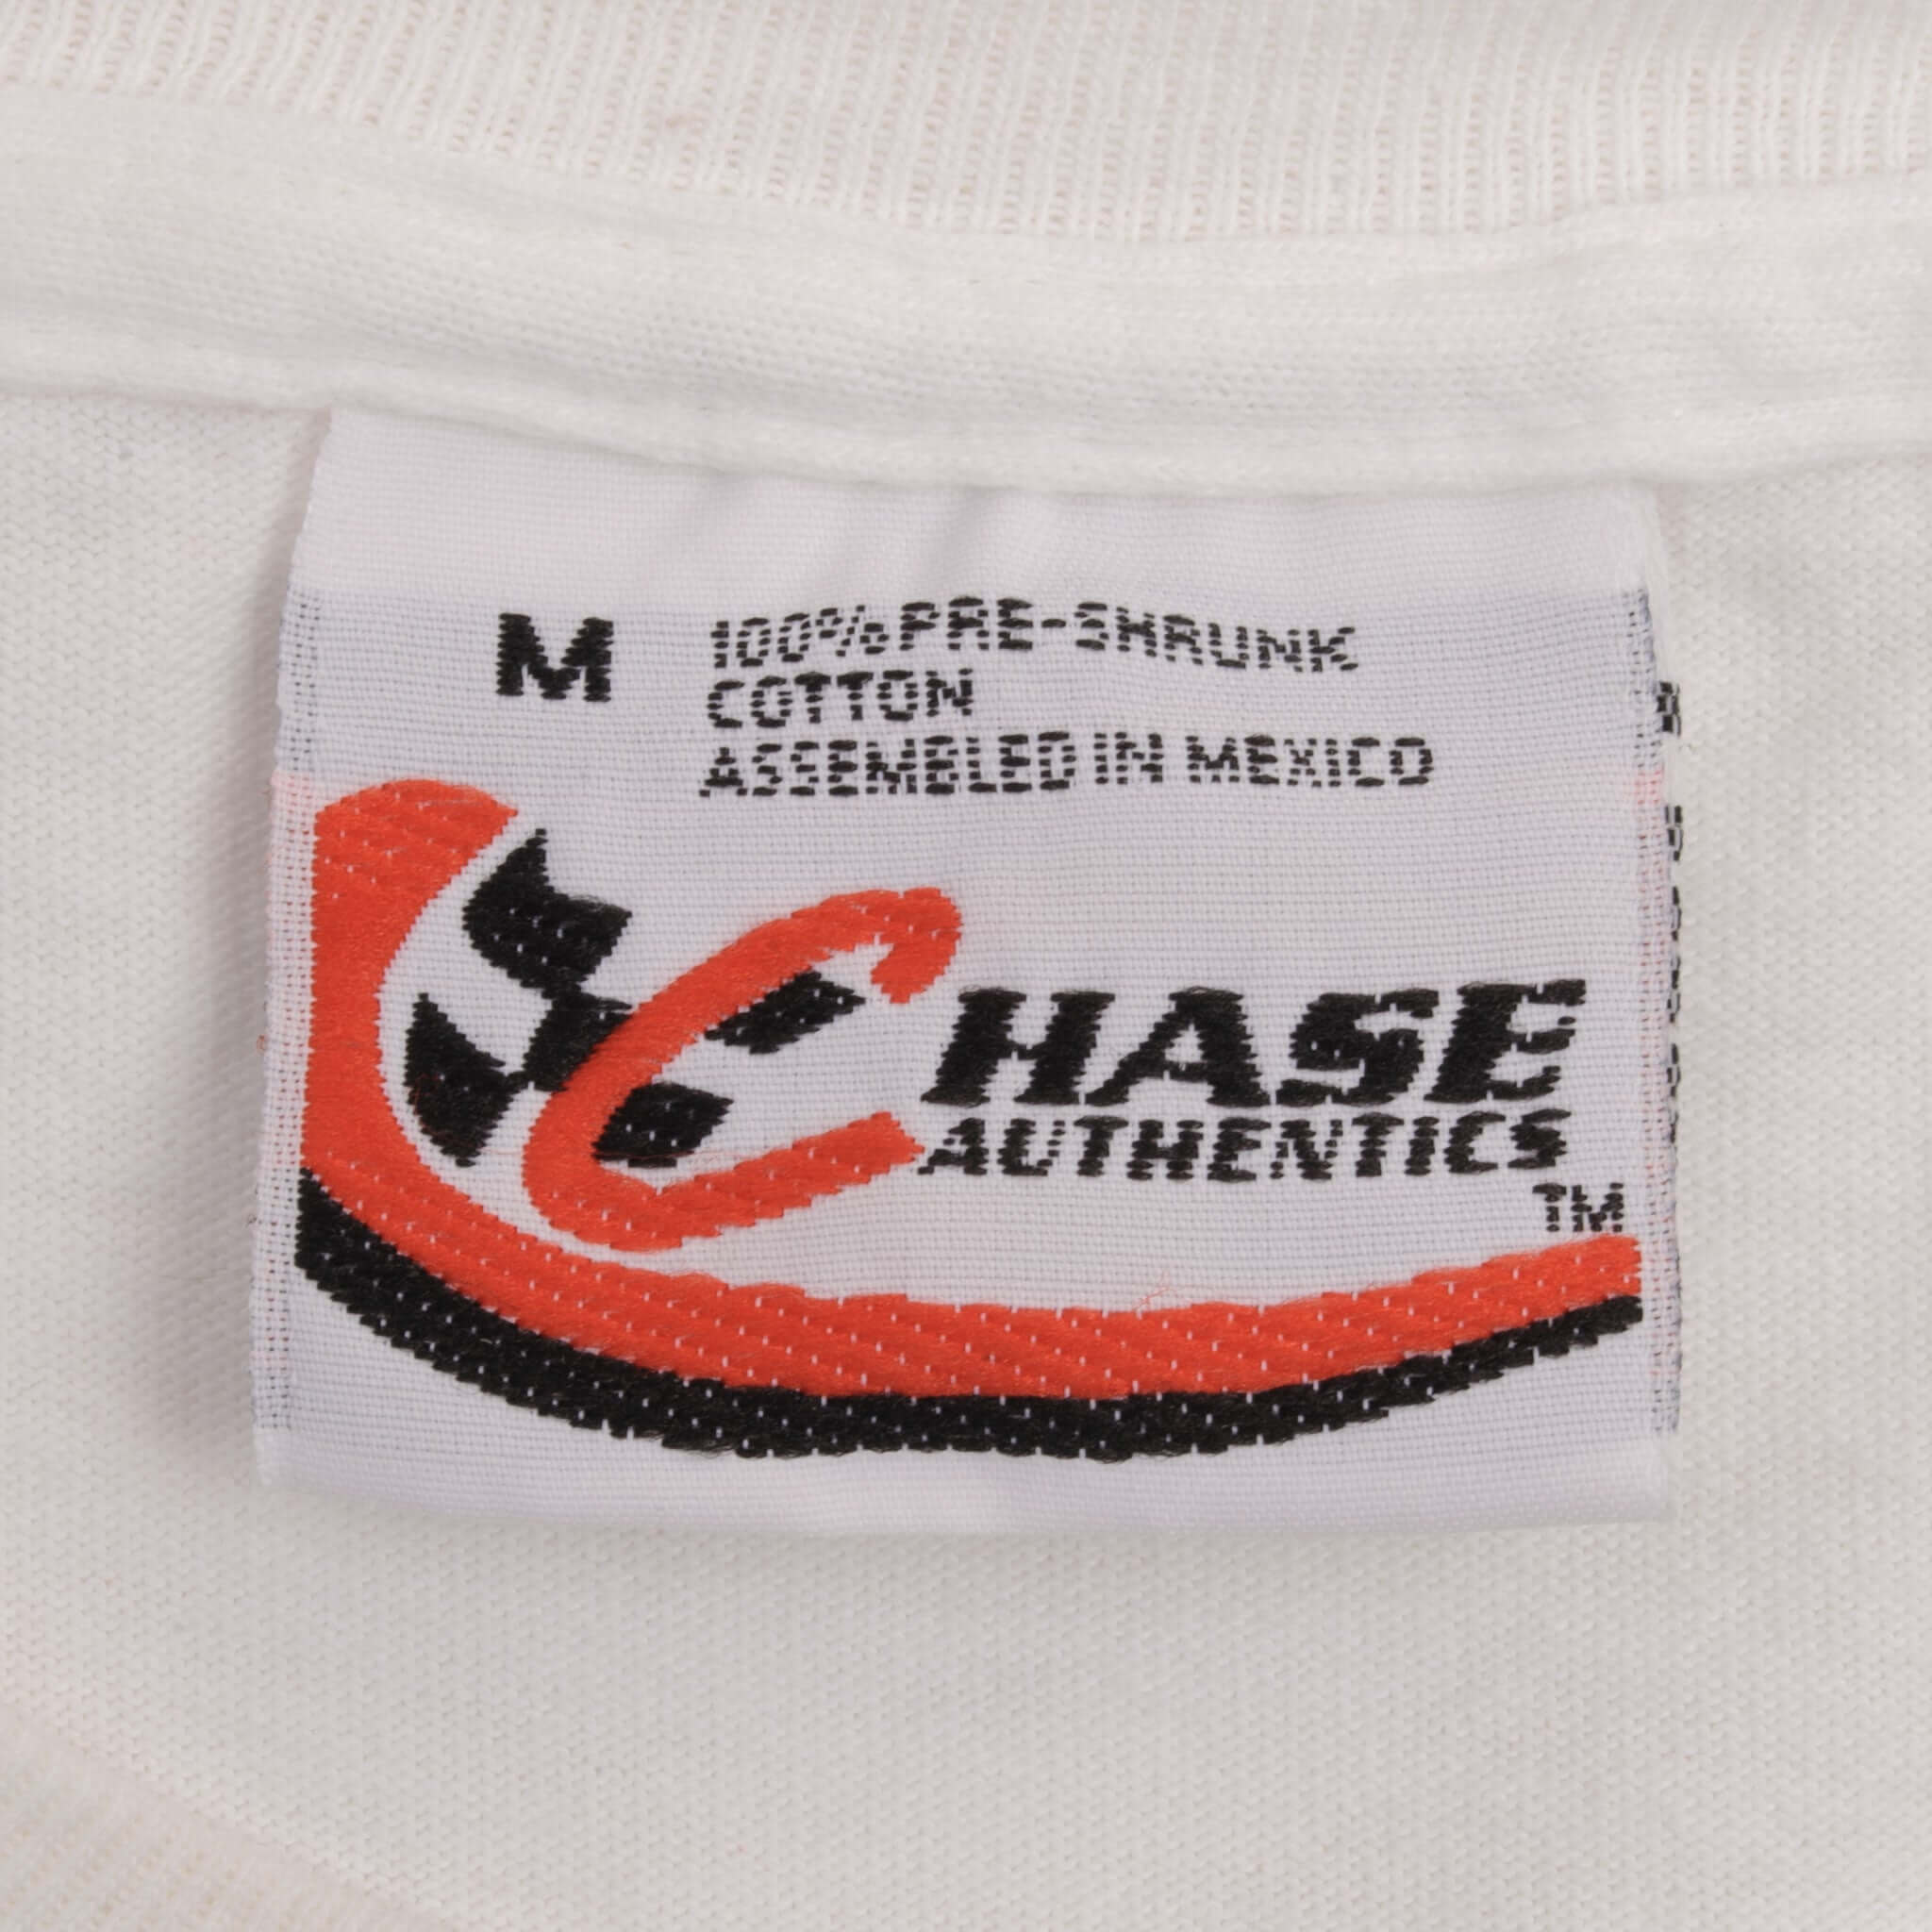 M
100% PRE-SHRUNK
COTTON
ASSEMBLED IN MEXICO
CHASE
AUTHENTICS
TM